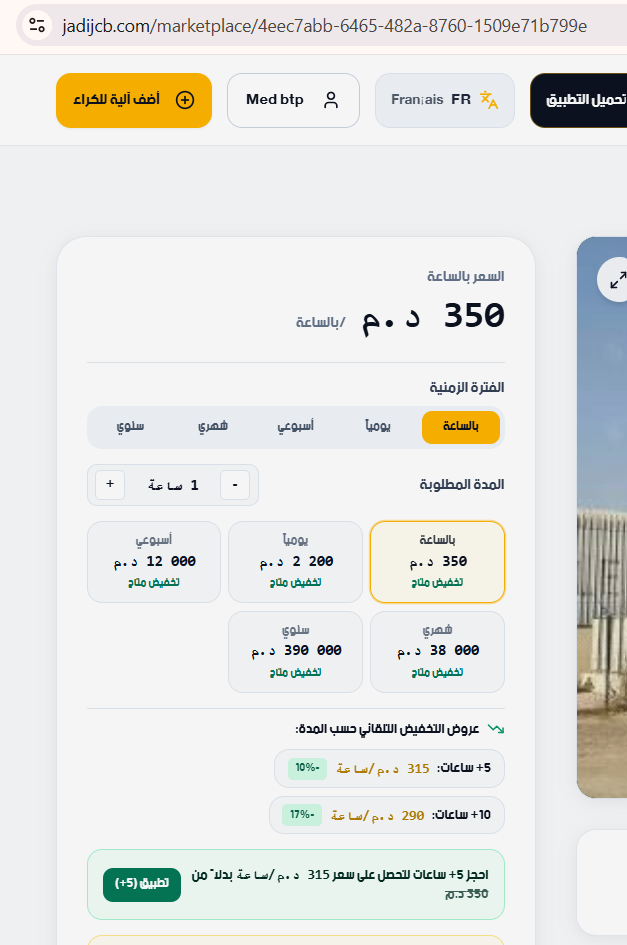 jadijcb.com/marketplace/4eec7abb-6465-482a-8760-1509e71b799e
تحميل التطبيق
Français FR
Med btp
أضف آلية للكراء
السعر بالساعة
350 د.م /بالساعة
الفترة الزمنية
بالساعة يومياً أسبوعي شهري سنوي
المدة المطلوبة
- 1 ساعة +
بالساعة يومياً أسبوعي
350 د.م 2 200 د.م 12 000 د.م
تخفيض متاح تخفيض متاح تخفيض متاح
شهري سنوي
38 000 د.م 390 000 د.م
تخفيض متاح تخفيض متاح
عروض التخفيض التلقائي حسب المدة:
5+ ساعات: 315 د.م/ساعة -10%
10+ ساعات: 290 د.م/ساعة -17%
احجز 5+ ساعات للحصل على سعر 315 د.م/ساعة بدلاً من
350 د.م
تطبيق (5+)